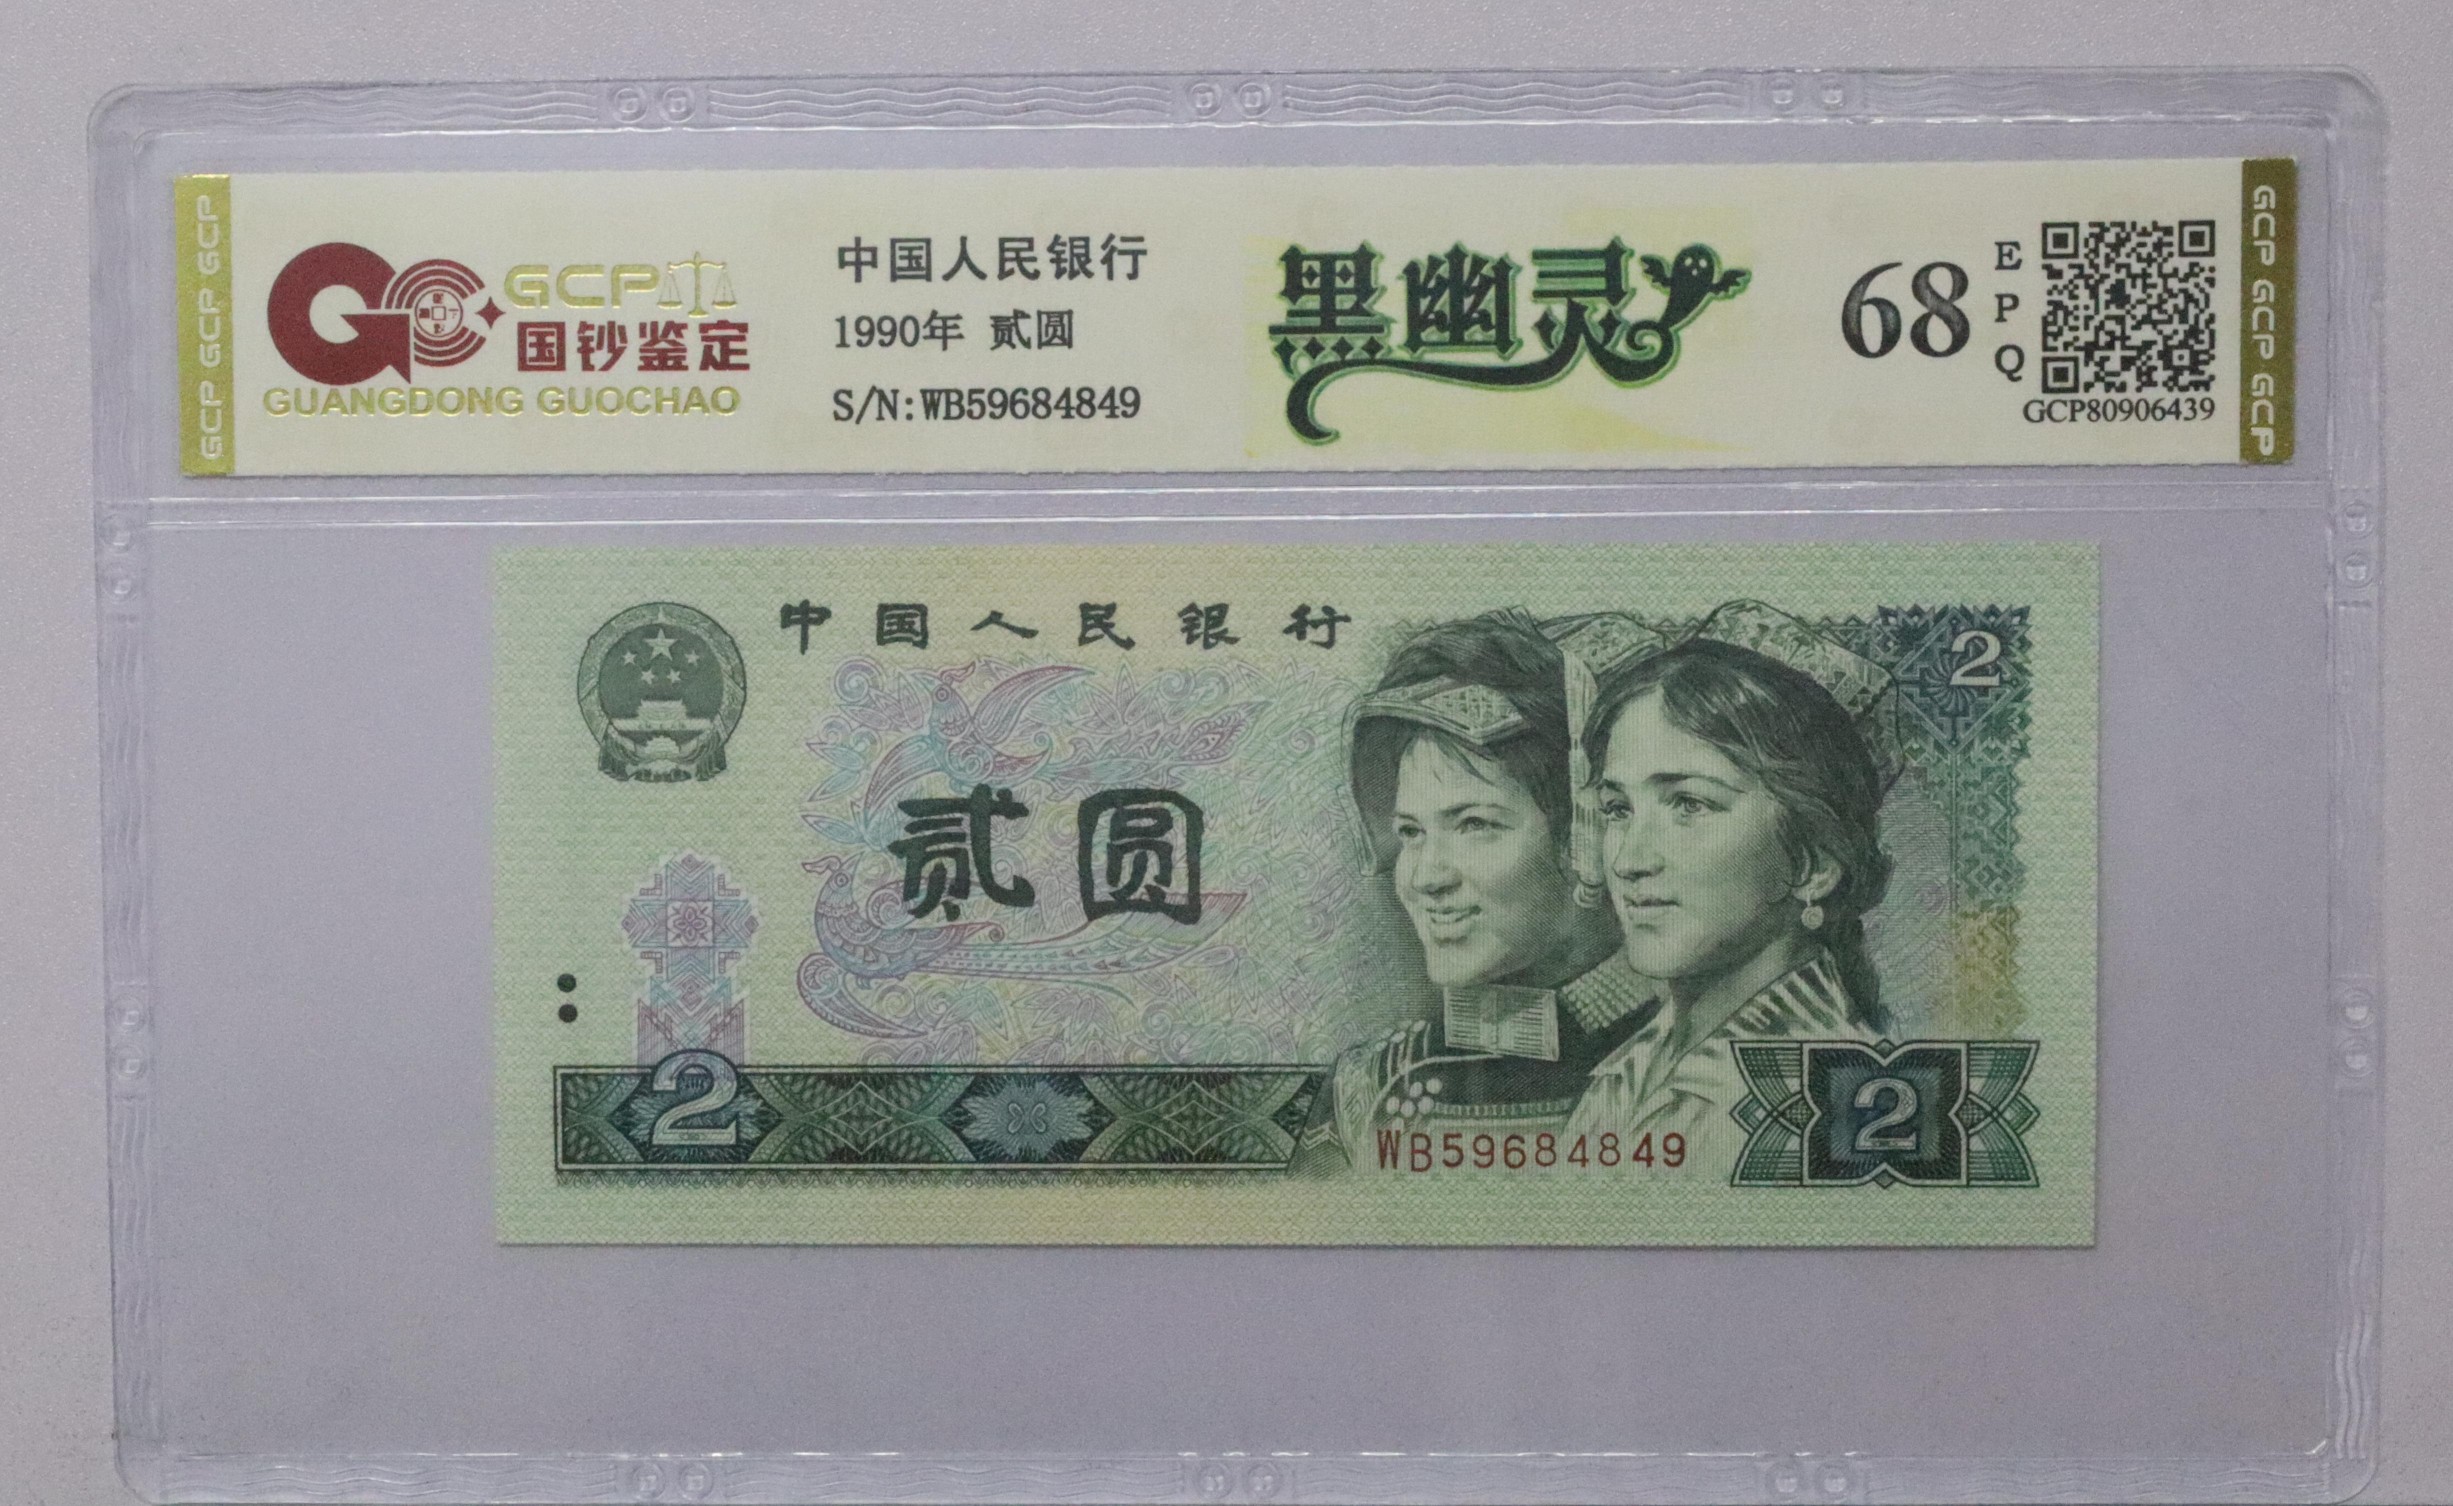 GCP GCP GCP
GCP
国钞鉴定
GUANGDONG GUOCHAO
中国人民银行
1990年 贰圆
S/N:WB59684849
黑幽灵
68
E
P
Q
GCP80906439
GCP GCP GCP
中国人民银行
2
贰圆
2
WB59684849
2